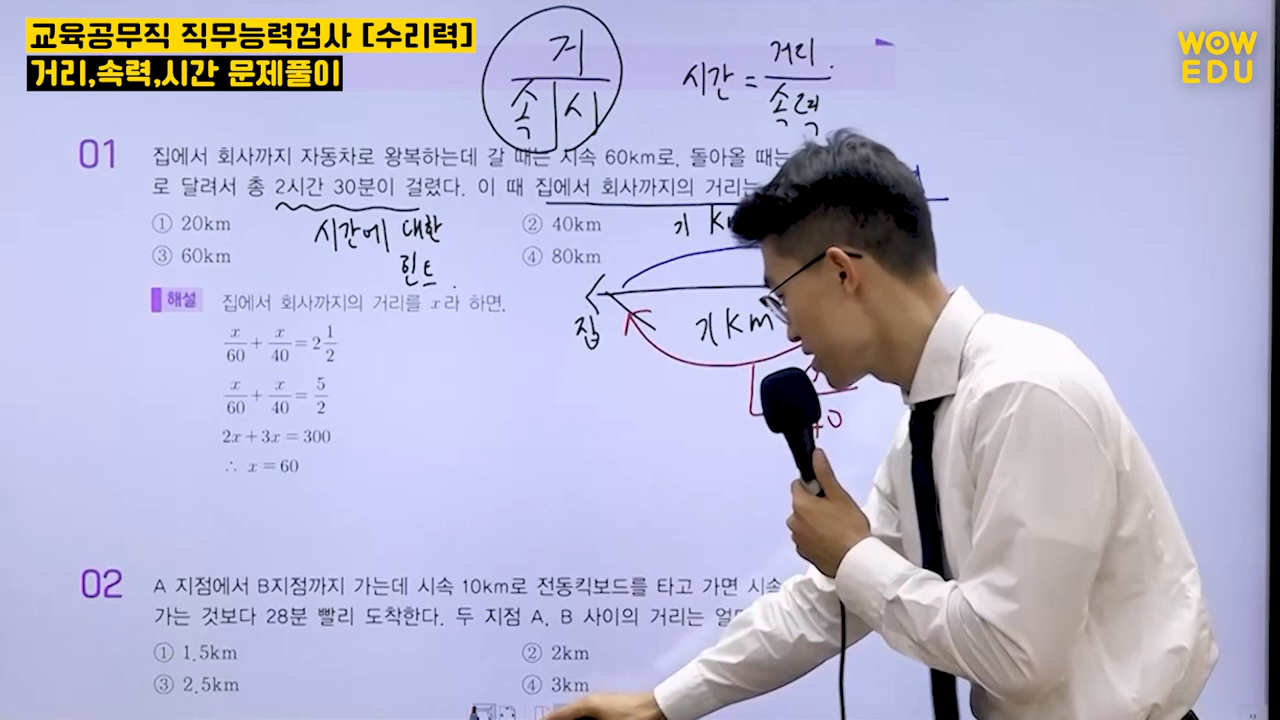 교육공무직 직무능력검사 [수리력]
거리,속력,시간 문제풀이
WOW
EDU
거
속 시
시간 = 거리
속력
01
집에서 회사까지 자동차로 왕복하는데 갈 때는 시속 60km로, 돌아올 때는
로 달려서 총 2시간 30분이 걸렸다. 이 때 집에서 회사까지의 거리는
① 20km
② 40km
③ 60km
④ 80km
시간에 대한
힌트.
집
해설 집에서 회사까지의 거리를 x라 하면,
x/60 + x/40 = 2 1/2
x/60 + x/40 = 5/2
2x+3x=300
∴ x=60
02
A 지점에서 B지점까지 가는데 시속 10km로 전동킥보드를 타고 가면 시속
가는 것보다 28분 빨리 도착한다. 두 지점 A, B 사이의 거리는
① 1.5km
② 2km
③ 2.5km
④ 3km